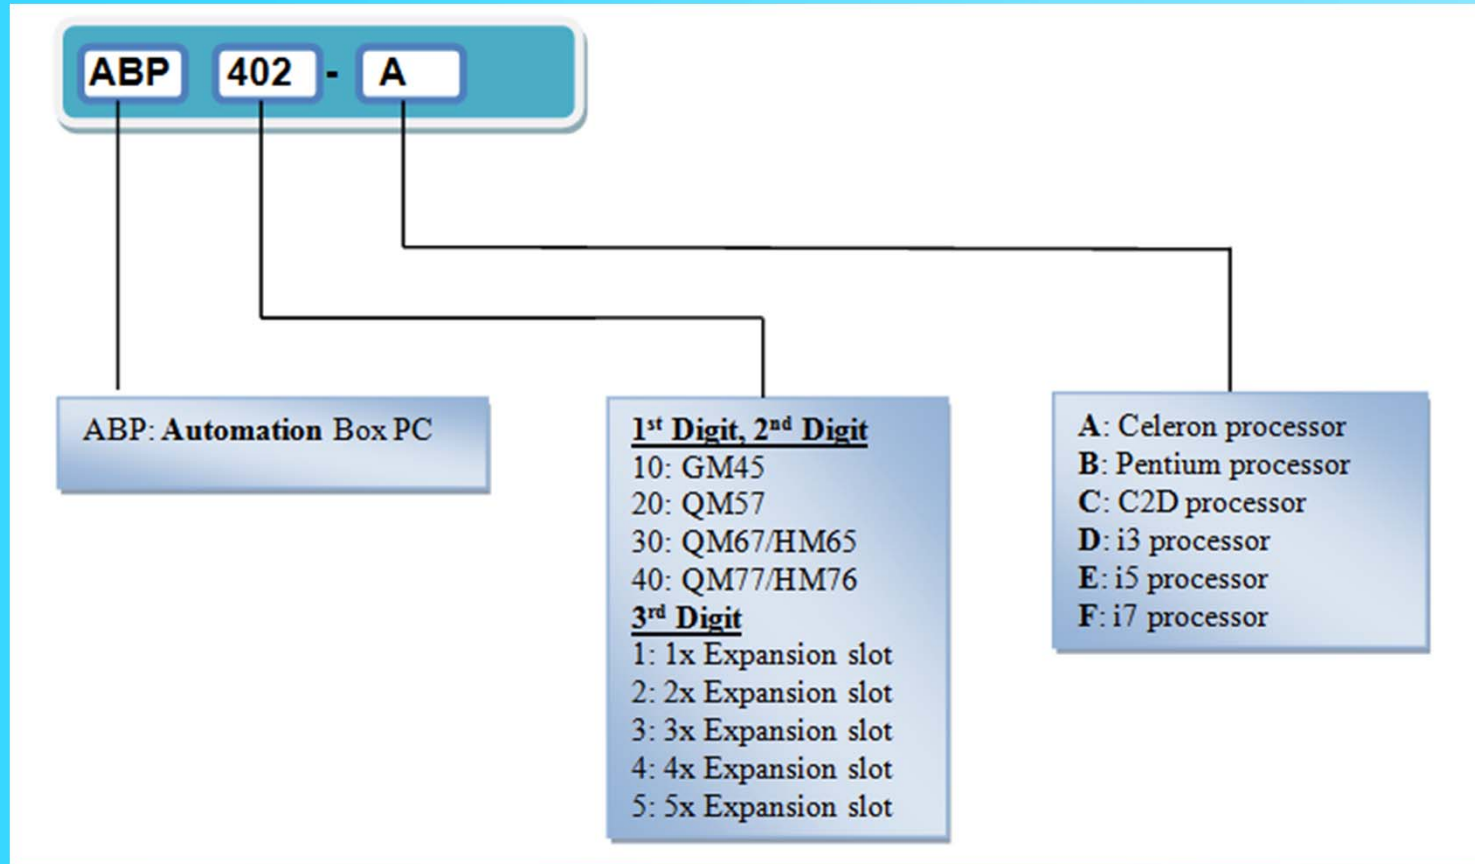 ABP 402 - A
ABP: Automation Box PC
1st Digit, 2nd Digit
10: GM45
20: QM57
30: QM67/HM65
40: QM77/HM76
3rd Digit
1: 1x Expansion slot
2: 2x Expansion slot
3: 3x Expansion slot
4: 4x Expansion slot
5: 5x Expansion slot
A: Celeron processor
B: Pentium processor
C: C2D processor
D: i3 processor
E: i5 processor
F: i7 processor